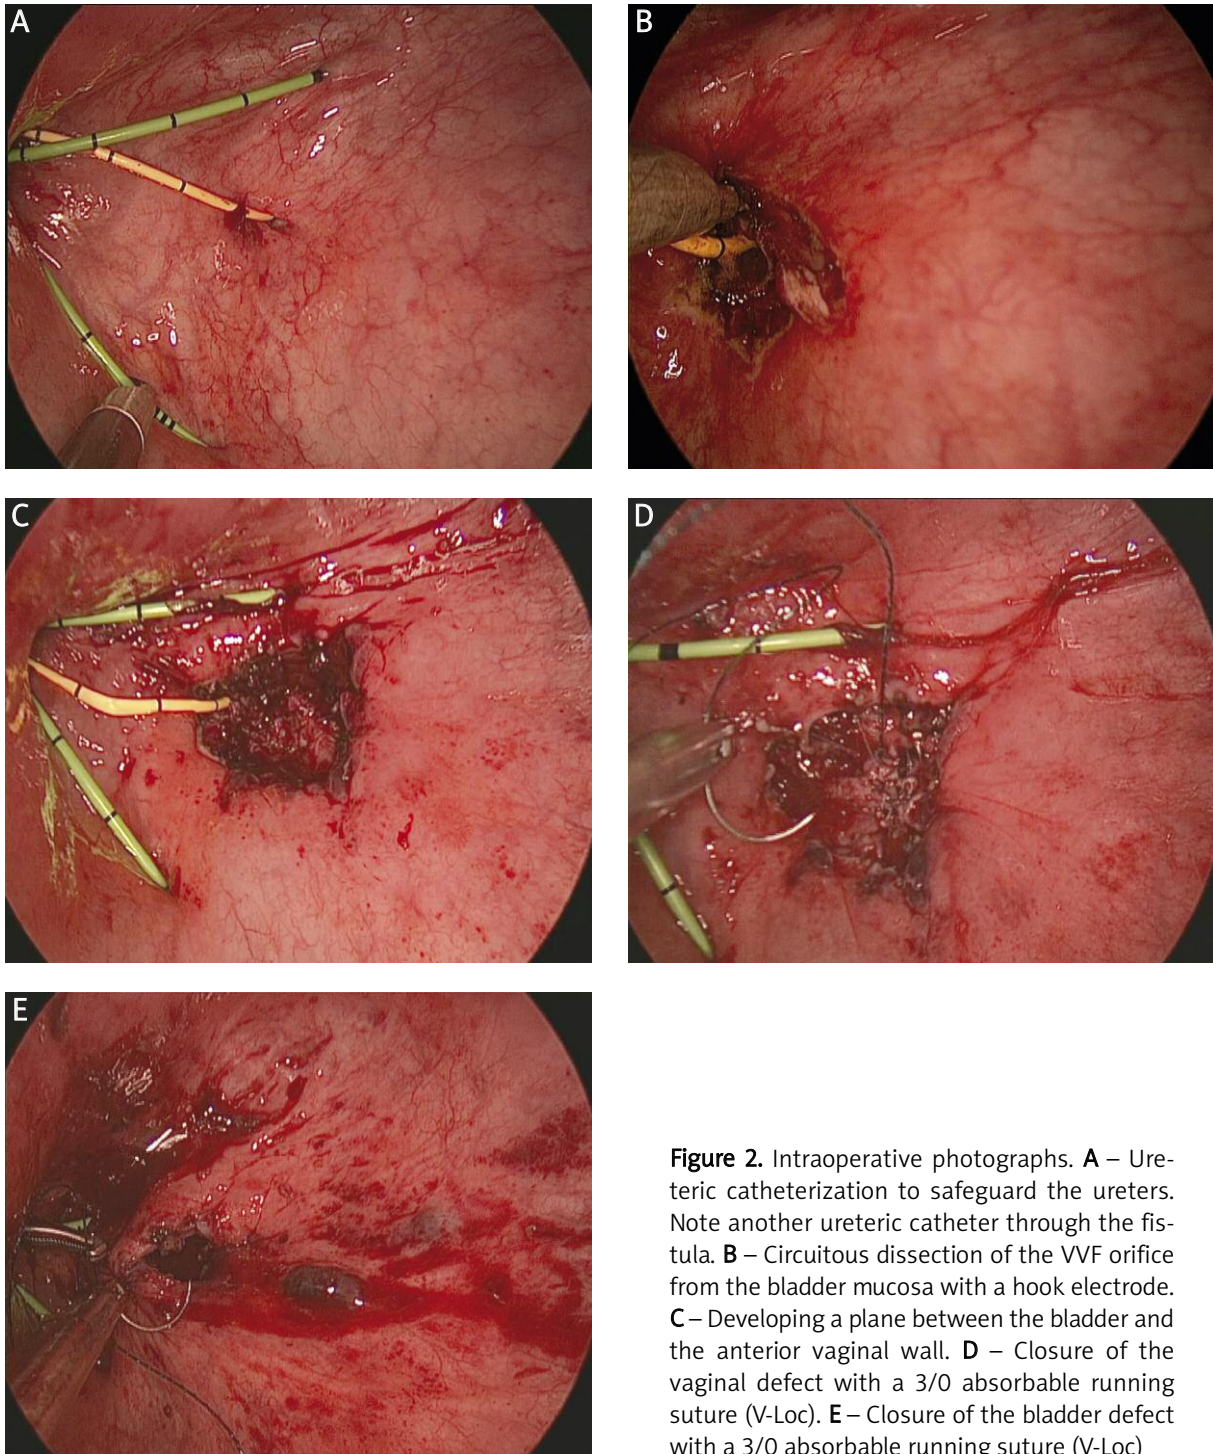 A
B
C
D
E
Figure 2. Intraoperative photographs. A – Ure-
teric catheterization to safeguard the ureters.
Note another ureteric catheter through the fis-
tula. B – Circuitous dissection of the VVF orifice
from the bladder mucosa with a hook electrode.
C – Developing a plane between the bladder and
the anterior vaginal wall. D – Closure of the
vaginal defect with a 3/0 absorbable running
suture (V-Loc). E – Closure of the bladder defect
with a 3/0 absorbable running suture (V-Loc)